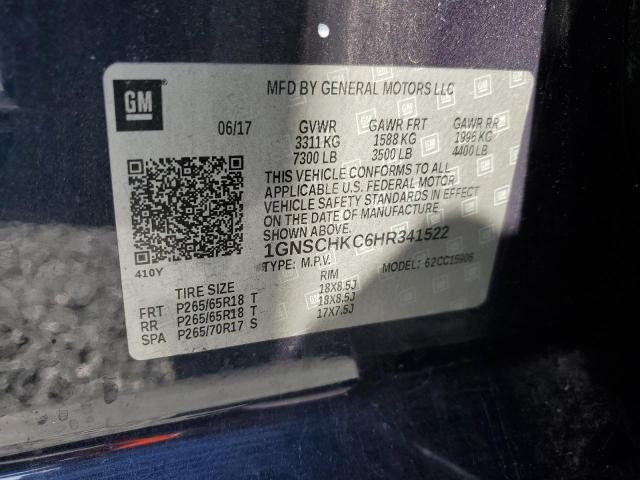 GM
MFD BY GENERAL MOTORS LLC
06/17 GVWR GAWR FRT GAWR RR
3311 KG 1588 KG 1996 KG
7300 LB 3500 LB 4400 LB
THIS VEHICLE CONFORMS TO ALL
APPLICABLE U.S. FEDERAL MOTOR
VEHICLE SAFETY STANDARDS IN EFFECT
ON THE DATE OF MANUFACTURE
SHOWN ABOVE.
1GNSCHKC6HR341522
TYPE: M.P.V. MODEL: 62CC15906
410Y
TIRE SIZE RIM
FRT P265/65R18 T 18X8.5J
RR P265/65R18 T 18X8.5J
SPA P265/70R17 S 17X7.5J